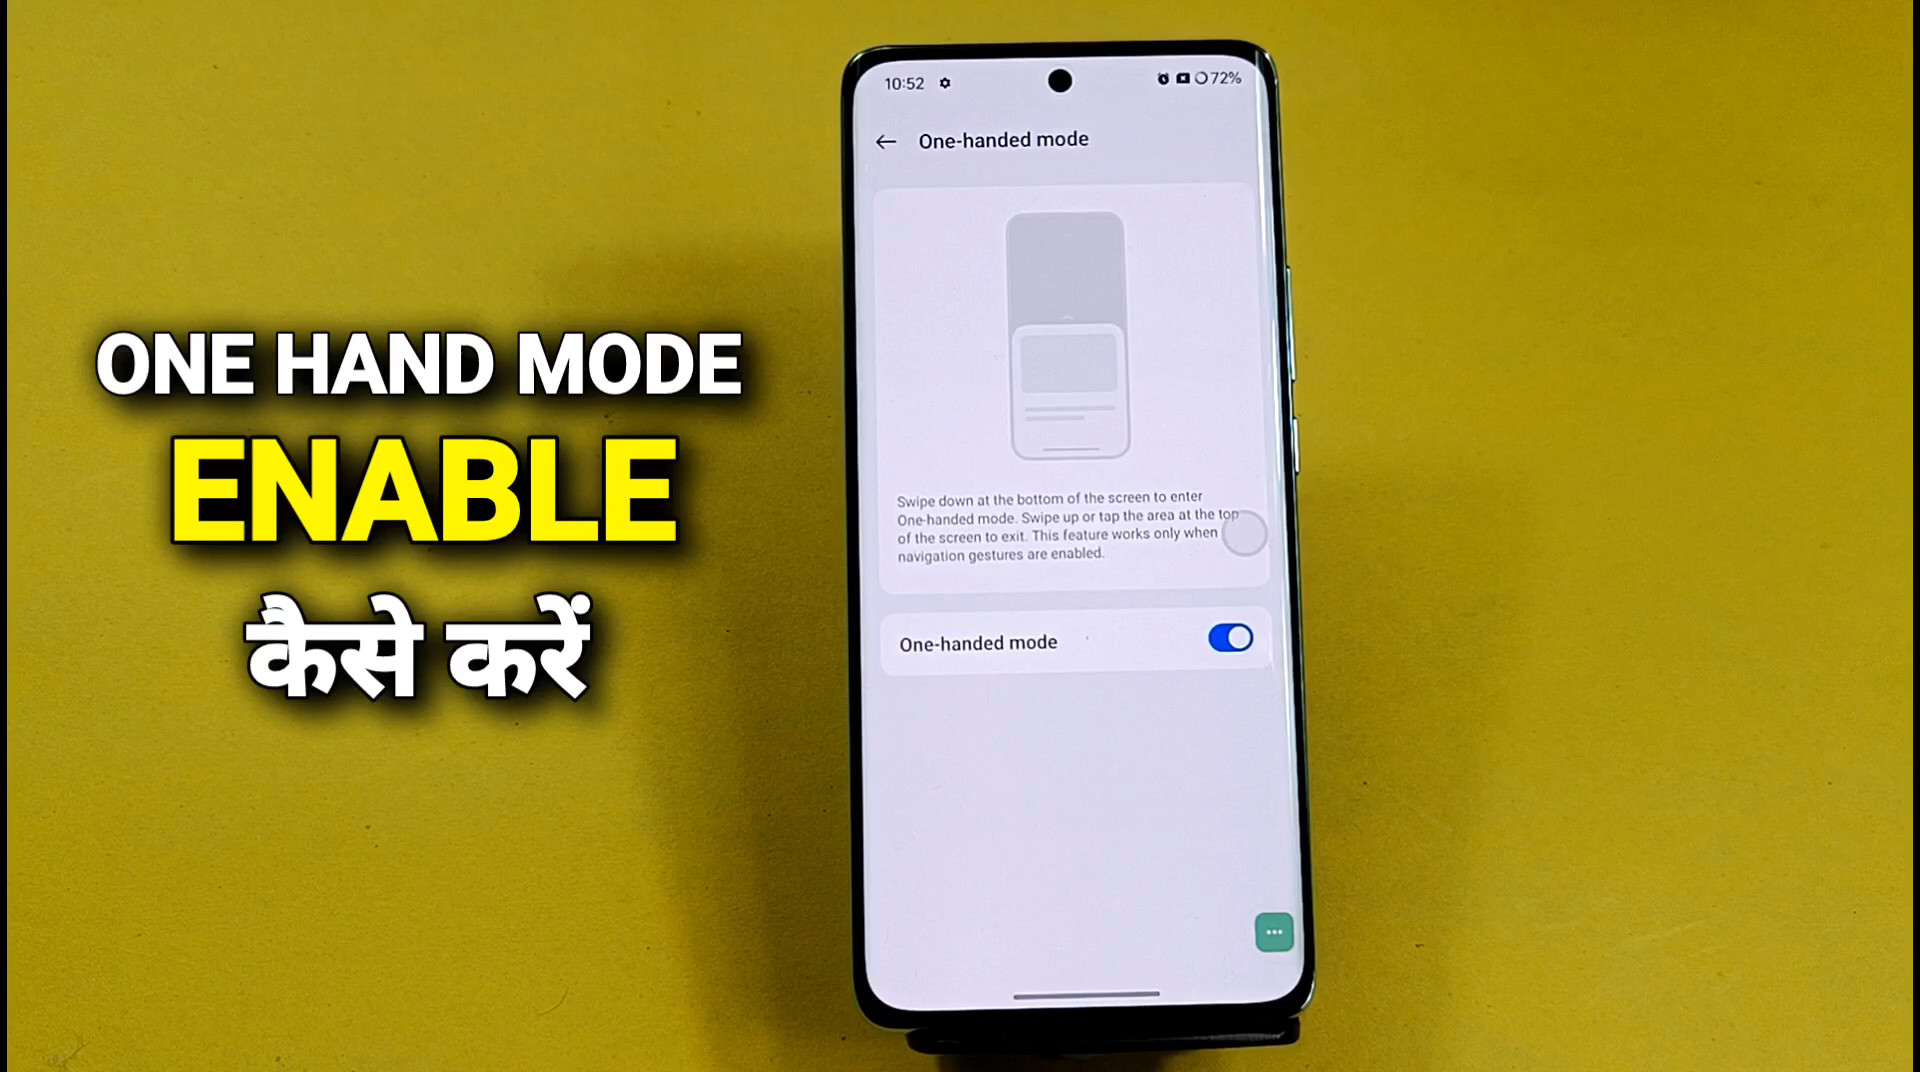 ONE HAND MODE
ENABLE
कैसे करें
10:52
72%
One-handed mode
Swipe down at the bottom of the screen to enter
One-handed mode. Swipe up or tap the area at the top
of the screen to exit. This feature works only when
navigation gestures are enabled.
One-handed mode